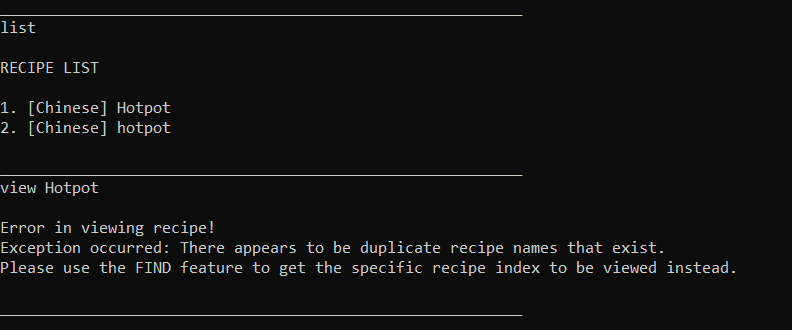 list
RECIPE LIST
1. [Chinese] Hotpot
2. [Chinese] hotpot
view Hotpot
Error in viewing recipe!
Exception occurred: There appears to be duplicate recipe names that exist.
Please use the FIND feature to get the specific recipe index to be viewed instead.